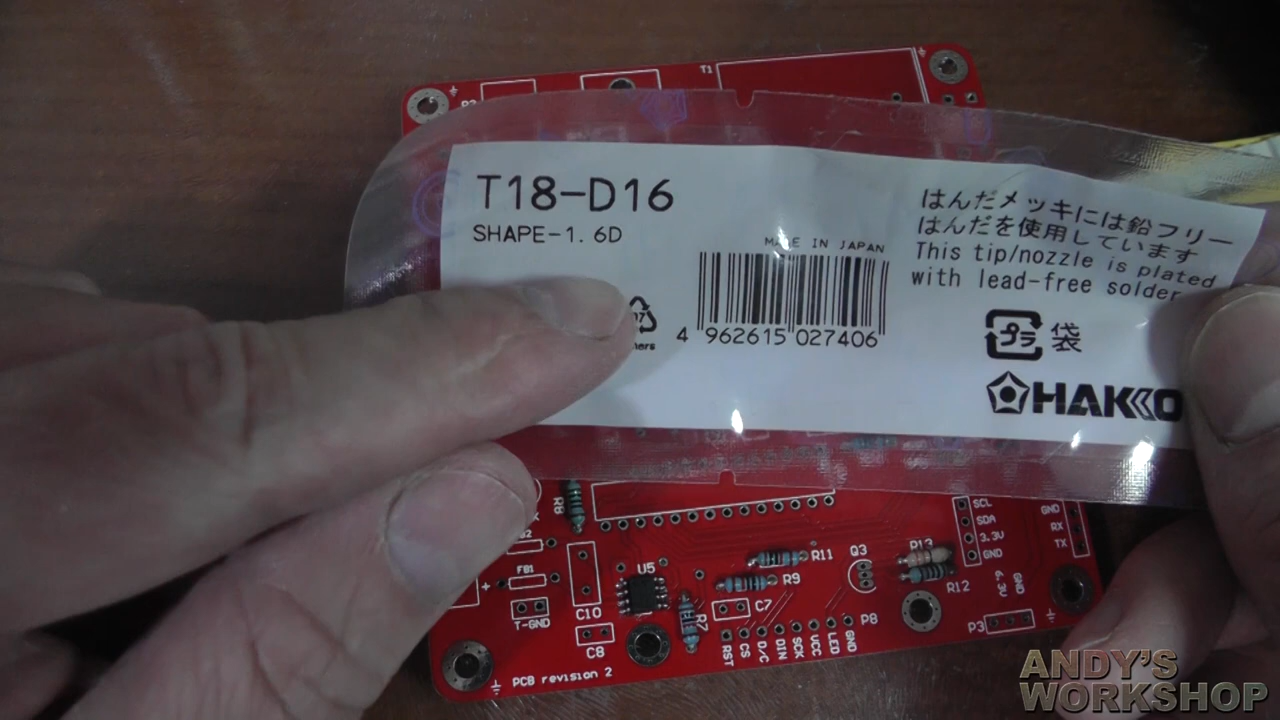 T1
T18-D16
SHAPE-1.6D
MADE IN JAPAN
4 962615 027406
はんだメッキには鉛フリー
はんだを使用しています
This tip/nozzle is plated
with lead-free solder
プラ 袋
HAKKO
R8
FB1
T-GND
C10
C8
U5
R7
R11
R9
C7
Q3
R13
R12
SCL
SDA
3.3V
GND
GND
RX
TX
6.3V
GND
P3
P8
RST
CS
D/C
DIN
SCK
VCC
LED
GND
PCB revision 2
ANDY'S
WORKSHOP